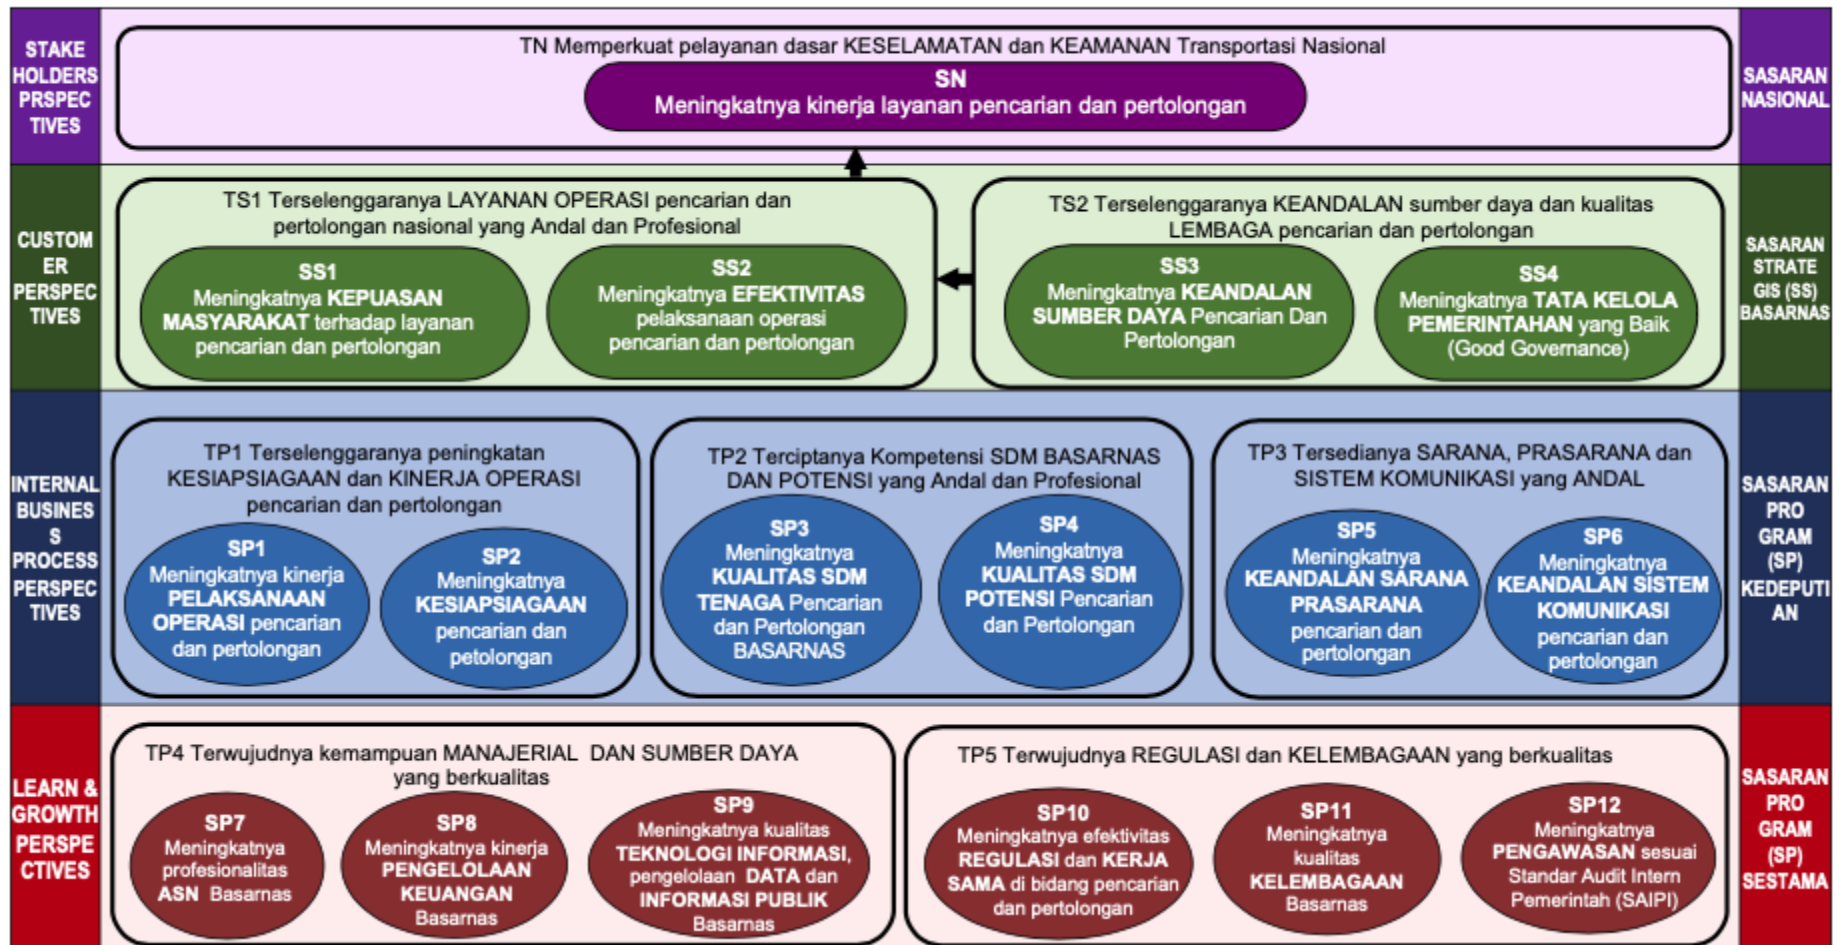 STAKE
HOLDERS
PRSPEC
TIVES
TN Memperkuat pelayanan dasar KESELAMATAN dan KEAMANAN Transportasi Nasional
SN
Meningkatnya kinerja layanan pencarian dan pertolongan
SASARAN
NASIONAL
CUSTOM
ER
PERSPEC
TIVES
TS1 Terselenggaranya LAYANAN OPERASI pencarian dan
pertolongan nasional yang Andal dan Profesional
SS1
Meningkatnya KEPUASAN
MASYARAKAT terhadap layanan
pencarian dan pertolongan
SS2
Meningkatnya EFEKTIVITAS
pelaksanaan operasi
pencarian dan pertolongan
TS2 Terselenggaranya KEANDALAN sumber daya dan kualitas
LEMBAGA pencarian dan pertolongan
SS3
Meningkatnya KEANDALAN
SUMBER DAYA Pencarian Dan
Pertolongan
SS4
Meningkatnya TATA KELOLA
PEMERINTAHAN yang Baik
(Good Governance)
SASARAN
STRATE
GIS (SS)
BASARNAS
INTERNAL
BUSINES
S
PROCESS
PERSPEC
TIVES
TP1 Terselenggaranya peningkatan
KESIAPSIAGAAN dan KINERJA OPERASI
pencarian dan pertolongan
SP1
Meningkatnya kinerja
PELAKSANAAN
OPERASI pencarian
dan pertolongan
SP2
Meningkatnya
KESIAPSIAGAAN
pencarian dan
petolongan
TP2 Terciptanya Kompetensi SDM BASARNAS
DAN POTENSI yang Andal dan Profesional
SP3
Meningkatnya
KUALITAS SDM
TENAGA Pencarian
dan Pertolongan
BASARNAS
SP4
Meningkatnya
KUALITAS SDM
POTENSI Pencarian
dan Pertolongan
TP3 Tersedianya SARANA, PRASARANA dan
SISTEM KOMUNIKASI yang ANDAL
SP5
Meningkatnya
KEANDALAN SARANA
PRASARANA
pencarian dan
pertolongan
SP6
Meningkatnya
KEANDALAN SISTEM
KOMUNIKASI
pencarian dan
pertolongan
SASARAN
PRO
GRAM
(SP)
KEDEPUTI
AN
LEARN &
GROWTH
PERSPE
CTIVES
TP4 Terwujudnya kemampuan MANAJERIAL DAN SUMBER DAYA
yang berkualitas
SP7
Meningkatnya
profesionalitas
ASN Basarnas
SP8
Meningkatnya kinerja
PENGELOLAAN
KEUANGAN
Basarnas
SP9
Meningkatnya kualitas
TEKNOLOGI INFORMASI,
pengelolaan DATA dan
INFORMASI PUBLIK
Basarnas
TP5 Terwujudnya REGULASI dan KELEMBAGAAN yang berkualitas
SP10
Meningkatnya efektivitas
REGULASI dan KERJA
SAMA di bidang pencarian
dan pertolongan
SP11
Meningkatnya
kualitas
KELEMBAGAAN
Basarnas
SP12
Meningkatnya
PENGAWASAN sesuai
Standar Audit Intern
Pemerintah (SAIPI)
SASARAN
PRO
GRAM
(SP)
SESTAMA